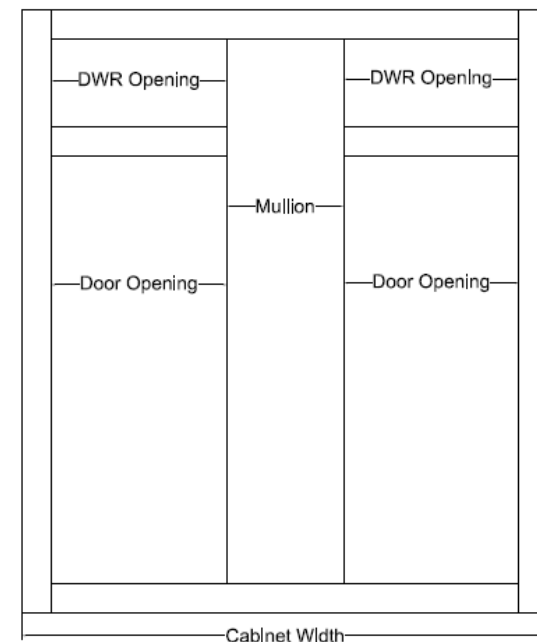 DWR Opening
DWR Opening
Mullion
Door Opening
Door Opening
Cabinet Width